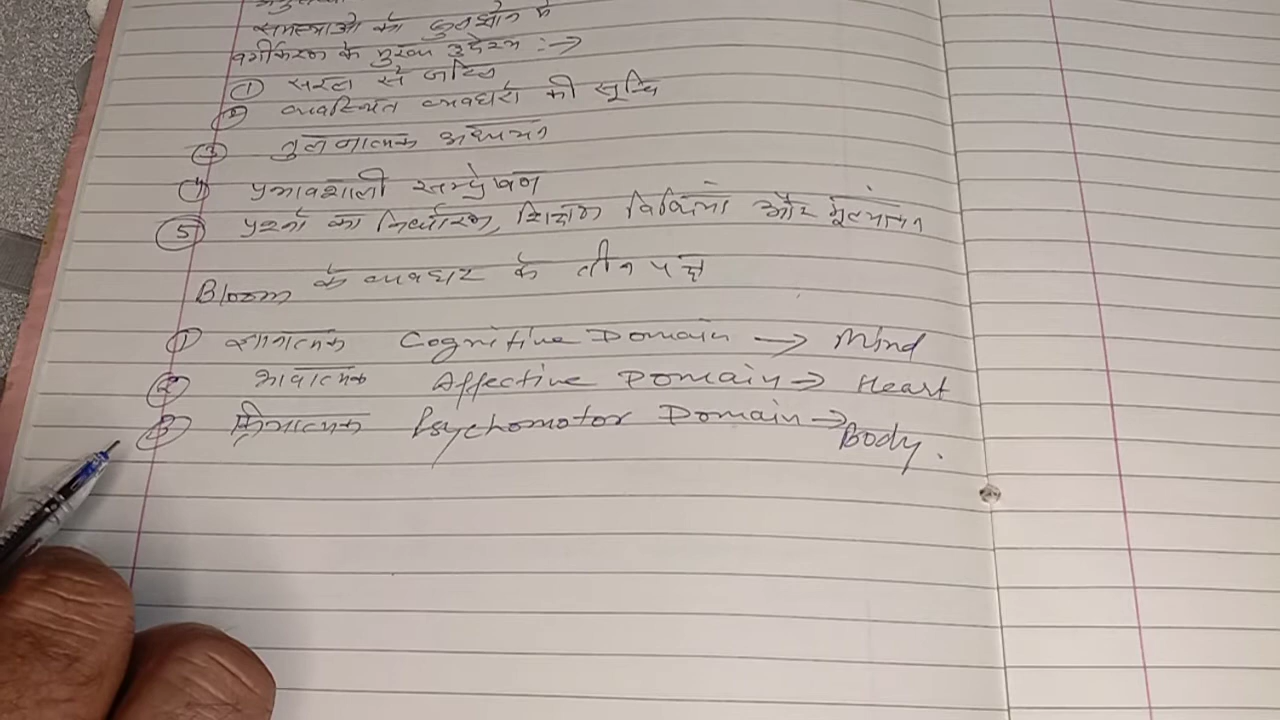 समस्याओं का
वर्गीकरण के मुख्य उद्देश्य :→
① सरल से जटिल
② व्यवस्थित व्यवहारों की सूचि
③ तुलनात्मक अध्ययन
④ प्रभावशाली सम्प्रेषण
⑤ प्रश्नों का निर्धारण, शिक्षण विधियां और मूल्यांकन
Bloom के व्यवहार के तीन पक्ष
① ज्ञानात्मक Cognitive Domain → Mind
② भावात्मक Affective Domain → Heart
③ क्रियात्मक Psychomotor Domain → Body.